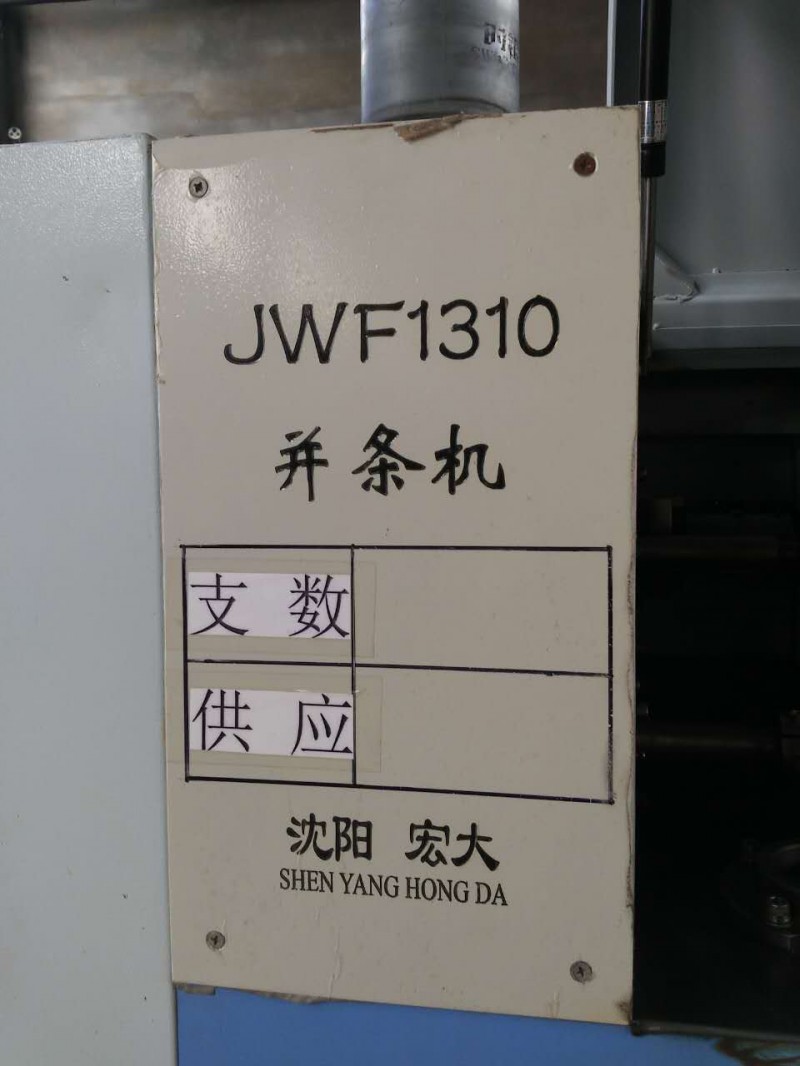 JWF1310
并条机
支 数
供 应
沈阳 宏大
SHEN YANG HONG DA